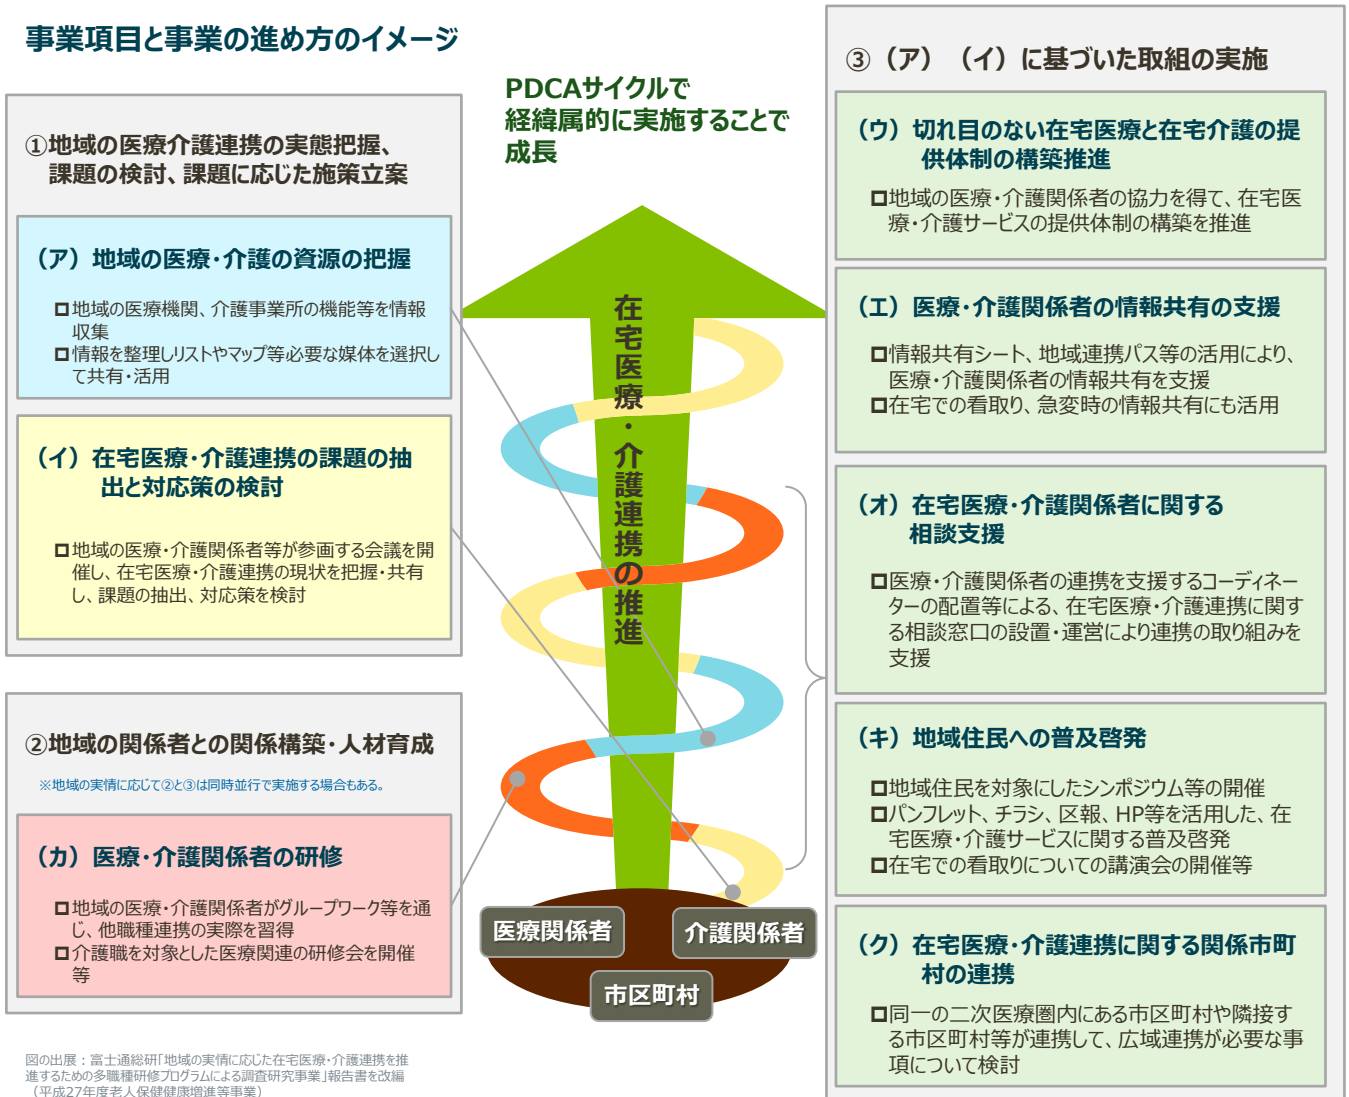 事業項目と事業の進め方のイメージ
①地域の医療介護連携の実態把握、
課題の検討、課題に応じた施策立案
（ア）地域の医療・介護の資源の把握
地域の医療機関、介護事業所の機能等を情報
収集
情報を整理しリストやマップ等必要な媒体を選択し
て共有・活用
（イ）在宅医療・介護連携の課題の抽
出と対応策の検討
地域の医療・介護関係者等が参画する会議を開
催し、在宅医療・介護連携の現状を把握・共有
し、課題の抽出、対応策を検討
②地域の関係者との関係構築・人材育成
※地域の実情に応じて②と③は同時並行で実施する場合もある。
（カ）医療・介護関係者の研修
地域の医療・介護関係者がグループワーク等を通
じ、他職種連携の実際を習得
介護職を対象とした医療関連の研修会を開催
等
図の出展：富士通総研「地域の実情に応じた在宅医療・介護連携を推
進するための多職種研修プログラムによる調査研究事業」報告書を改編
（平成27年度老人保健健康増進等事業）
PDCAサイクルで
経緯属的に実施することで
成長
在宅医療・介護連携の推進
医療関係者
介護関係者
市区町村
③（ア）（イ）に基づいた取組の実施
（ウ）切れ目のない在宅医療と在宅介護の提
供体制の構築推進
地域の医療・介護関係者の協力を得て、在宅医
療・介護サービスの提供体制の構築を推進
（エ）医療・介護関係者の情報共有の支援
情報共有シート、地域連携パス等の活用により、
医療・介護関係者の情報共有を支援
在宅での看取り、急変時の情報共有にも活用
（オ）在宅医療・介護関係者に関する
相談支援
医療・介護関係者の連携を支援するコーディネー
ターの配置等による、在宅医療・介護連携に関す
る相談窓口の設置・運営により連携の取り組みを
支援
（キ）地域住民への普及啓発
地域住民を対象にしたシンポジウム等の開催
パンフレット、チラシ、区報、HP等を活用した、在
宅医療・介護サービスに関する普及啓発
在宅での看取りについての講演会の開催等
（ク）在宅医療・介護連携に関する関係市町
村の連携
同一の二次医療圏内にある市区町村や隣接す
る市区町村等が連携して、広域連携が必要な事
項について検討